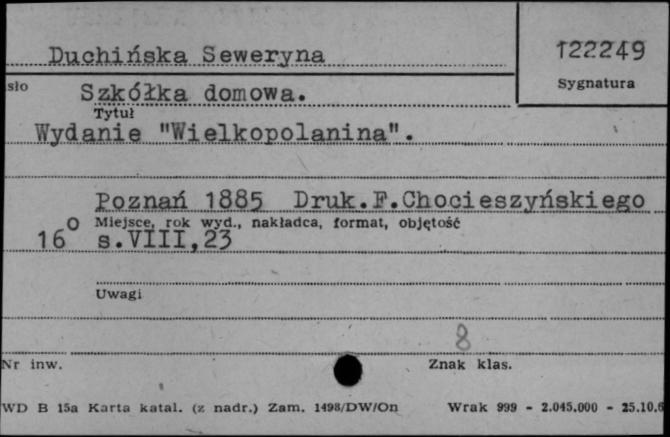 Duchińska Seweryna
122249
Sygnatura
sło
Szkółka domowa.
Tytuł
Wydanie "Wielkopolanina".
Poznań 1885 Druk.F.Chocieszyńskiego
Miejsce, rok wyd., nakładca, format, objętość
16° s.VIII,23
Uwagi
8
Nr inw.
Znak klas.
WD B 15a Karta katal. (z nadr.) Zam. 1498/DW/On Wrak 999 - 2.045.000 - 25.10.6